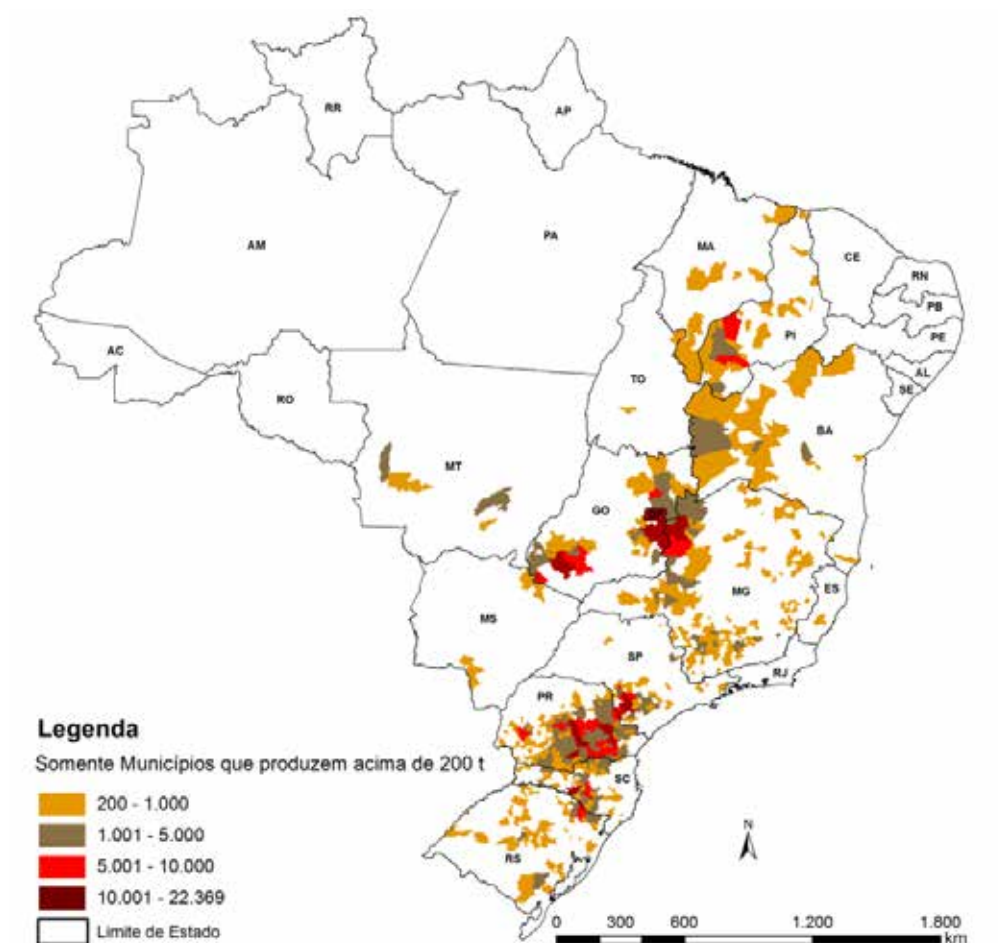 RR
AP
AM
PA
MA
CE
RN
PB
PE
AL
SE
PI
AC
RO
TO
MT
BA
GO
MG
ES
MS
SP
RJ
PR
SC
RS
Legenda
Somente Municípios que produzem acima de 200 t
200 - 1.000
1.001 - 5.000
5.001 - 10.000
10.001 - 22.369
Limite de Estado
N
0 300 600 1.200 1.800
km